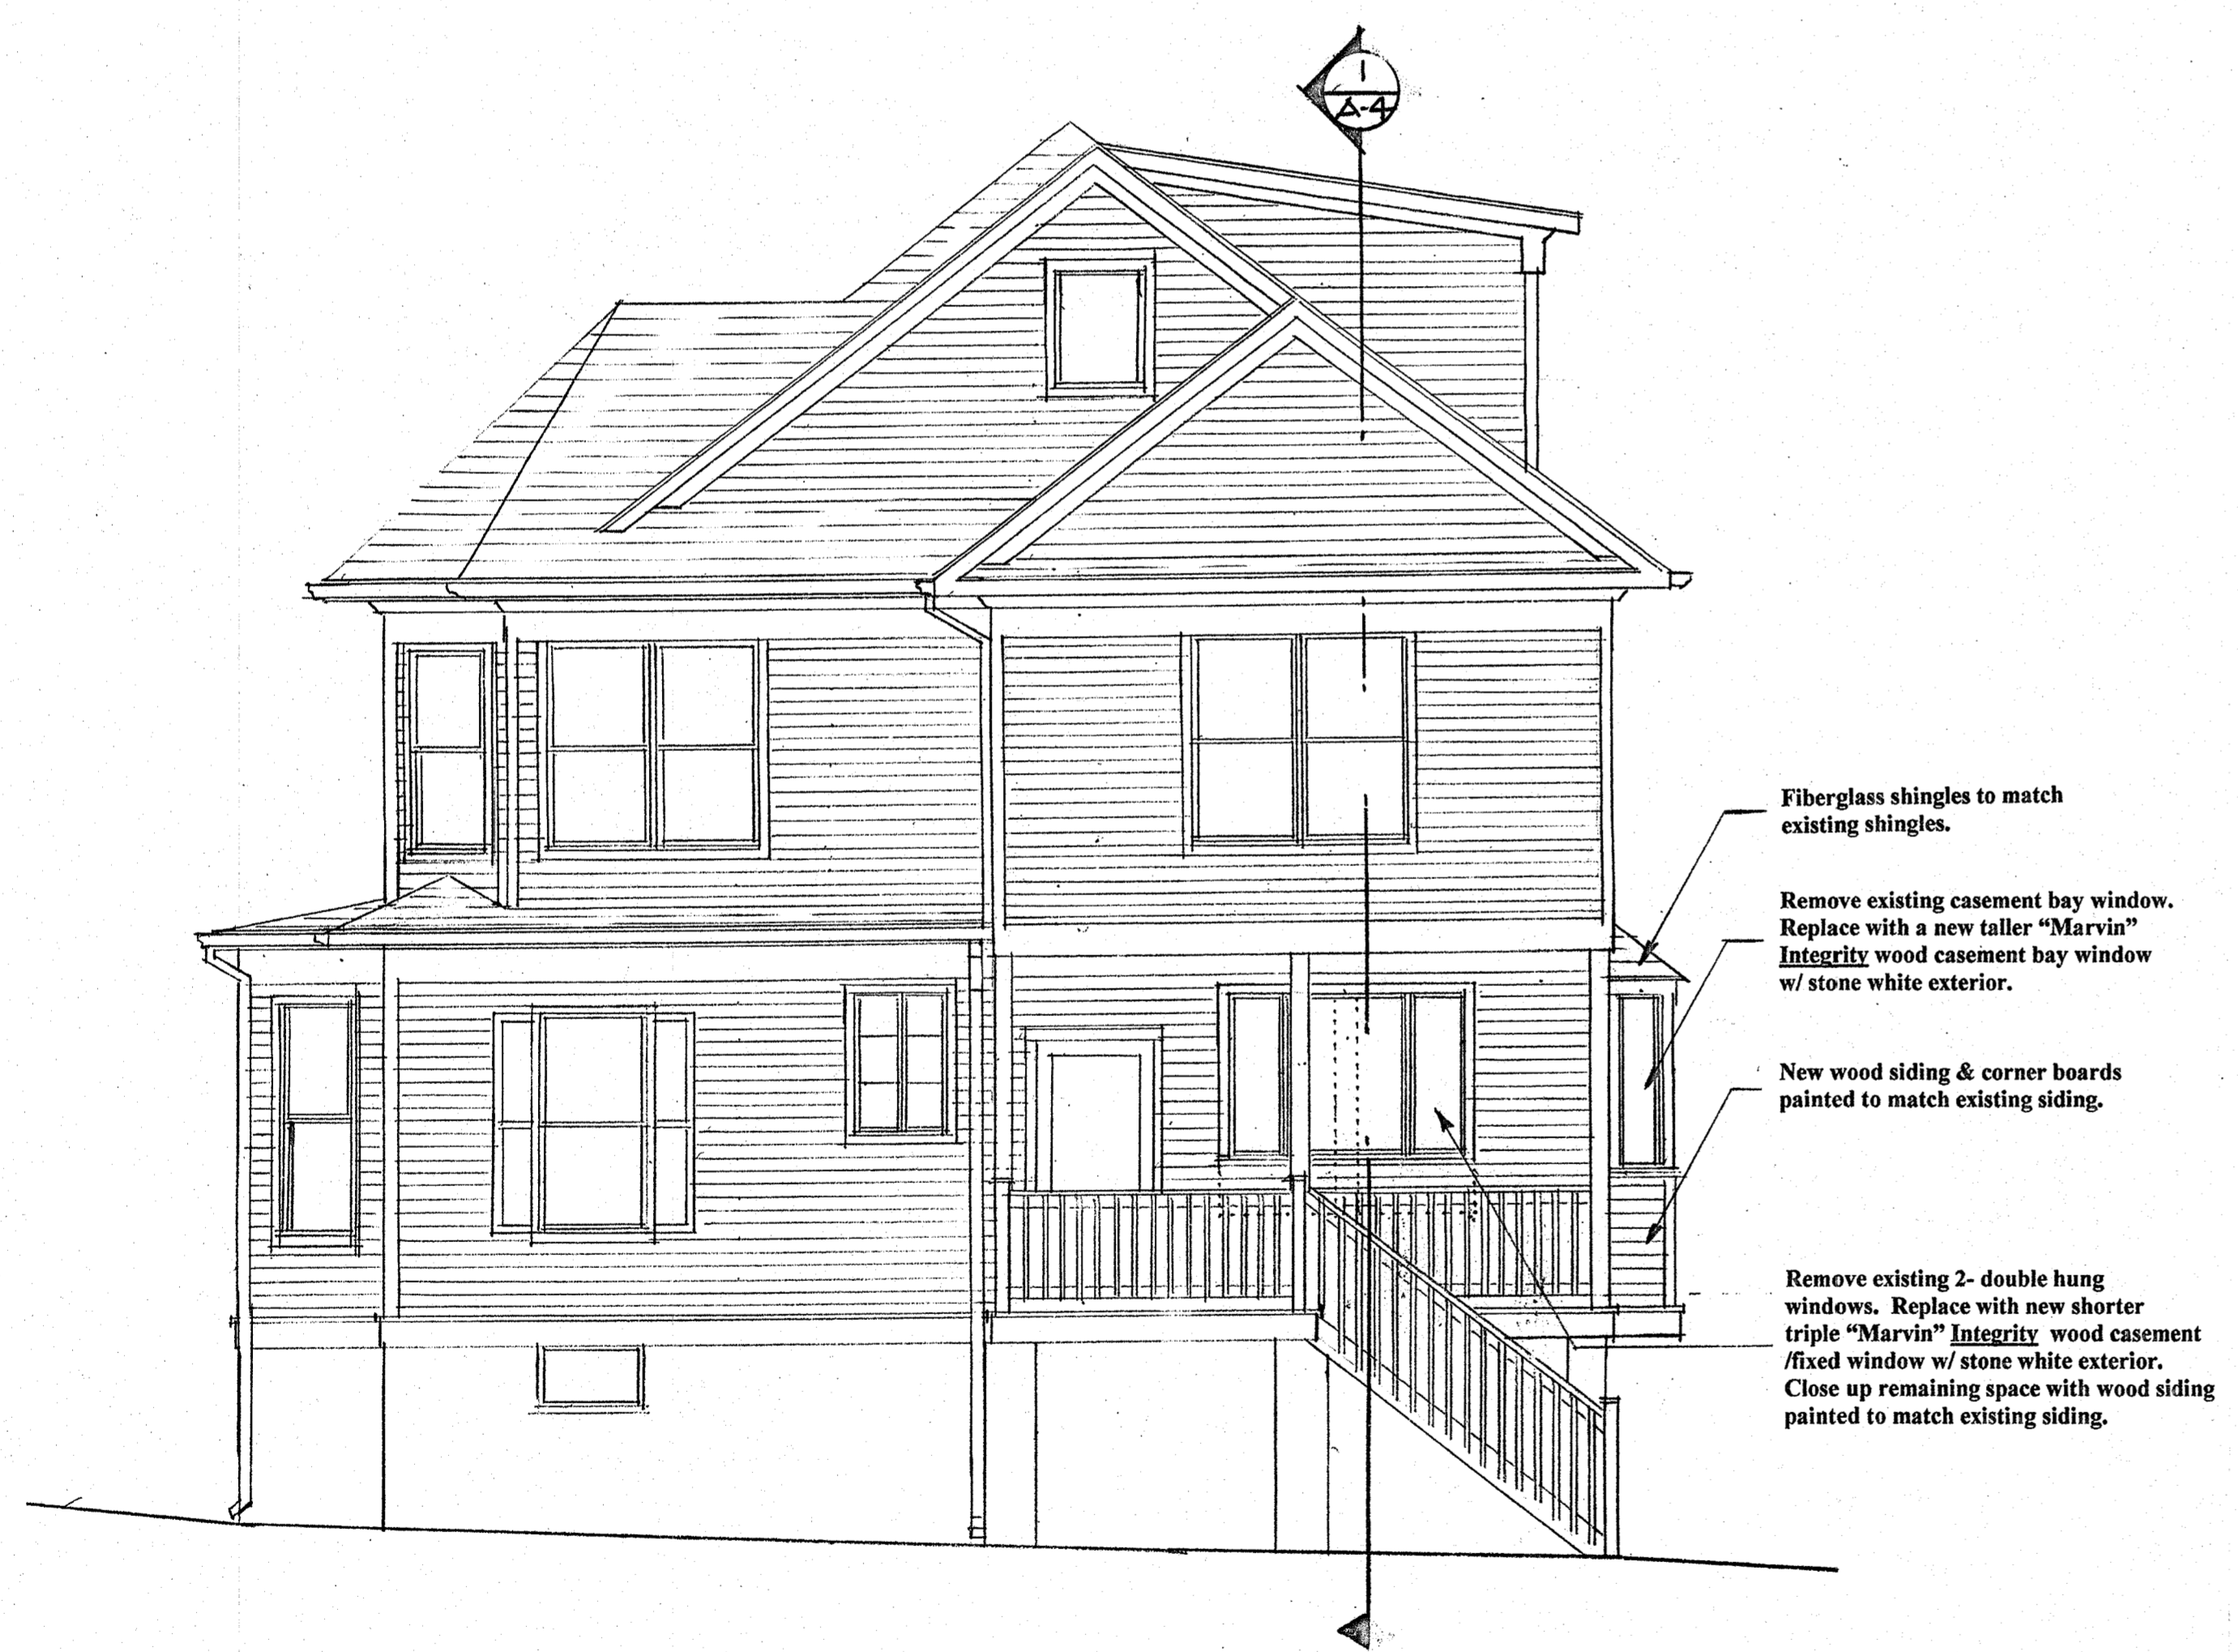 1
A-4
Fiberglass shingles to match
existing shingles.
Remove existing casement bay window.
Replace with a new taller “Marvin”
Integrity wood casement bay window
w/ stone white exterior.
New wood siding & corner boards
painted to match existing siding.
Remove existing 2- double hung
windows. Replace with new shorter
triple “Marvin” Integrity wood casement
/fixed window w/ stone white exterior.
Close up remaining space with wood siding
painted to match existing siding.